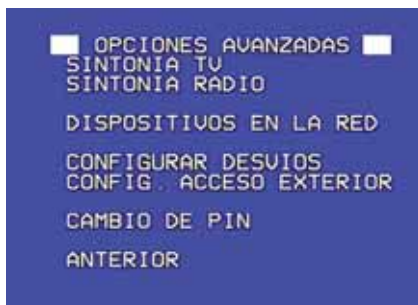 OPCIONES AVANZADAS
SINTONIA TV
SINTONIA RADIO
DISPOSITIVOS EN LA RED
CONFIGURAR DESVIOS
CONFIG. ACCESO EXTERIOR
CAMBIO DE PIN
ANTERIOR